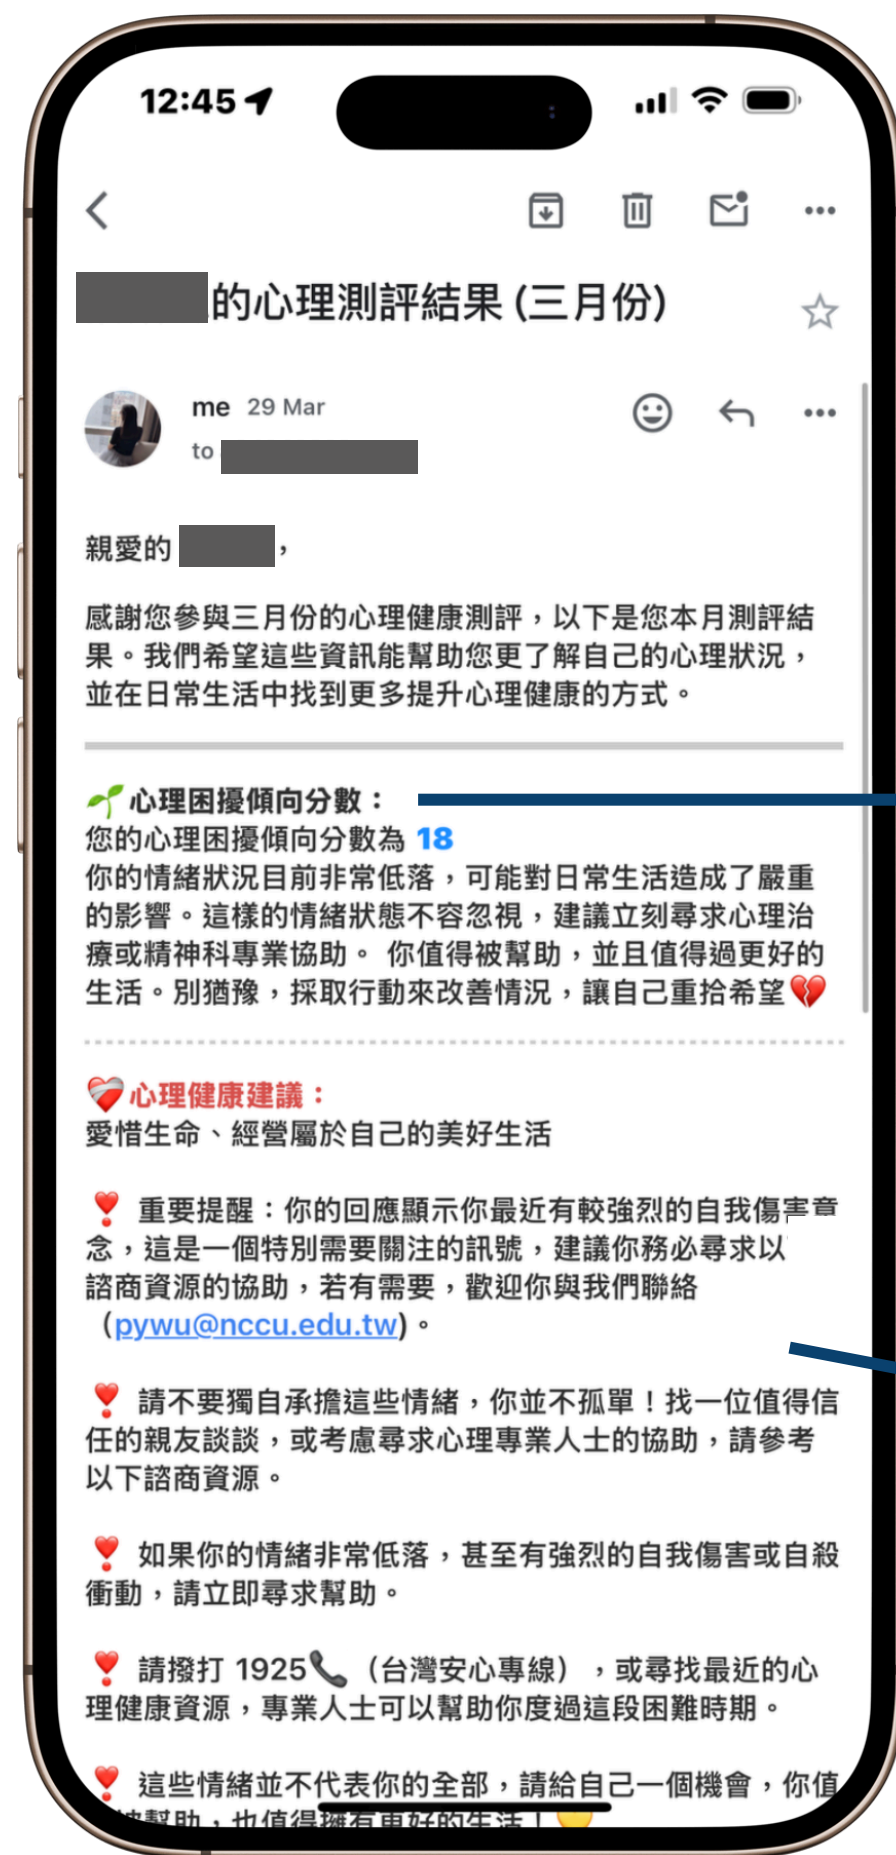 12:45
的心理測評結果 (三月份)
me 29 Mar
to
親愛的 ，
感謝您參與三月份的心理健康測評，以下是您本月測評結
果。我們希望這些資訊能幫助您更了解自己的心理狀況，
並在日常生活中找到更多提升心理健康的方式。
🌱心理困擾傾向分數：
您的心理困擾傾向分數為 18
你的情緒狀況目前非常低落，可能對日常生活造成了嚴重
的影響。這樣的情緒狀態不容忽視，建議立刻尋求心理治
療或精神科專業協助。 你值得被幫助，並且值得過更好的
生活。別猶豫，採取行動來改善情況，讓自己重拾希望💔
❤️‍🩹心理健康建議：
愛惜生命、經營屬於自己的美好生活
❣️ 重要提醒：你的回應顯示你最近有較強烈的自我傷害意
念，這是一個特別需要關注的訊號，建議你務必尋求以
諮商資源的協助，若有需要，歡迎你與我們聯絡
（pywu@nccu.edu.tw)。
❣️ 請不要獨自承擔這些情緒，你並不孤單！找一位值得信
任的親友談談，或考慮尋求心理專業人士的協助，請參考
以下諮商資源。
❣️ 如果你的情緒非常低落，甚至有強烈的自我傷害或自殺
衝動，請立即尋求幫助。
❣️ 請撥打 1925📞（台灣安心專線），或尋找最近的心
理健康資源，專業人士可以幫助你度過這段困難時期。
❣️ 這些情緒並不代表你的全部，請給自己一個機會，你值
被幫助，也值得擁有更好的生活！💛